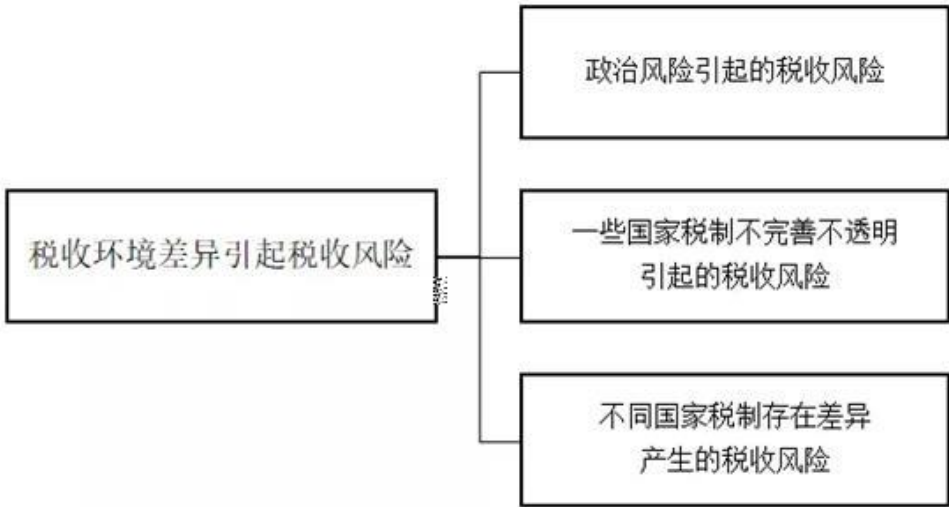 政治风险引起的税收风险
税收环境差异引起税收风险
一些国家税制不完善不透明
引起的税收风险
不同国家税制存在差异
产生的税收风险